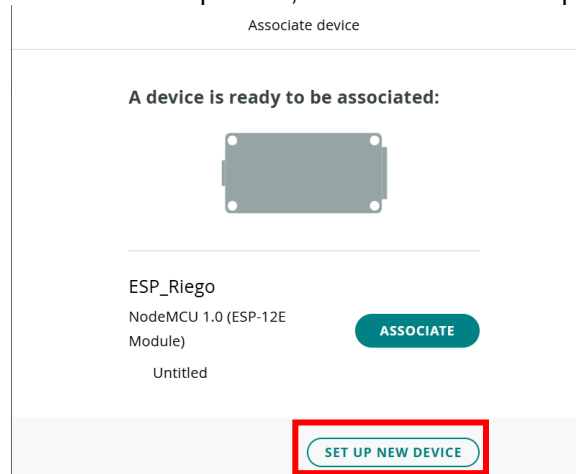 Associate device
A device is ready to be associated:
ESP_Riego
NodeMCU 1.0 (ESP-12E
Module)
ASSOCIATE
Untitled
SET UP NEW DEVICE